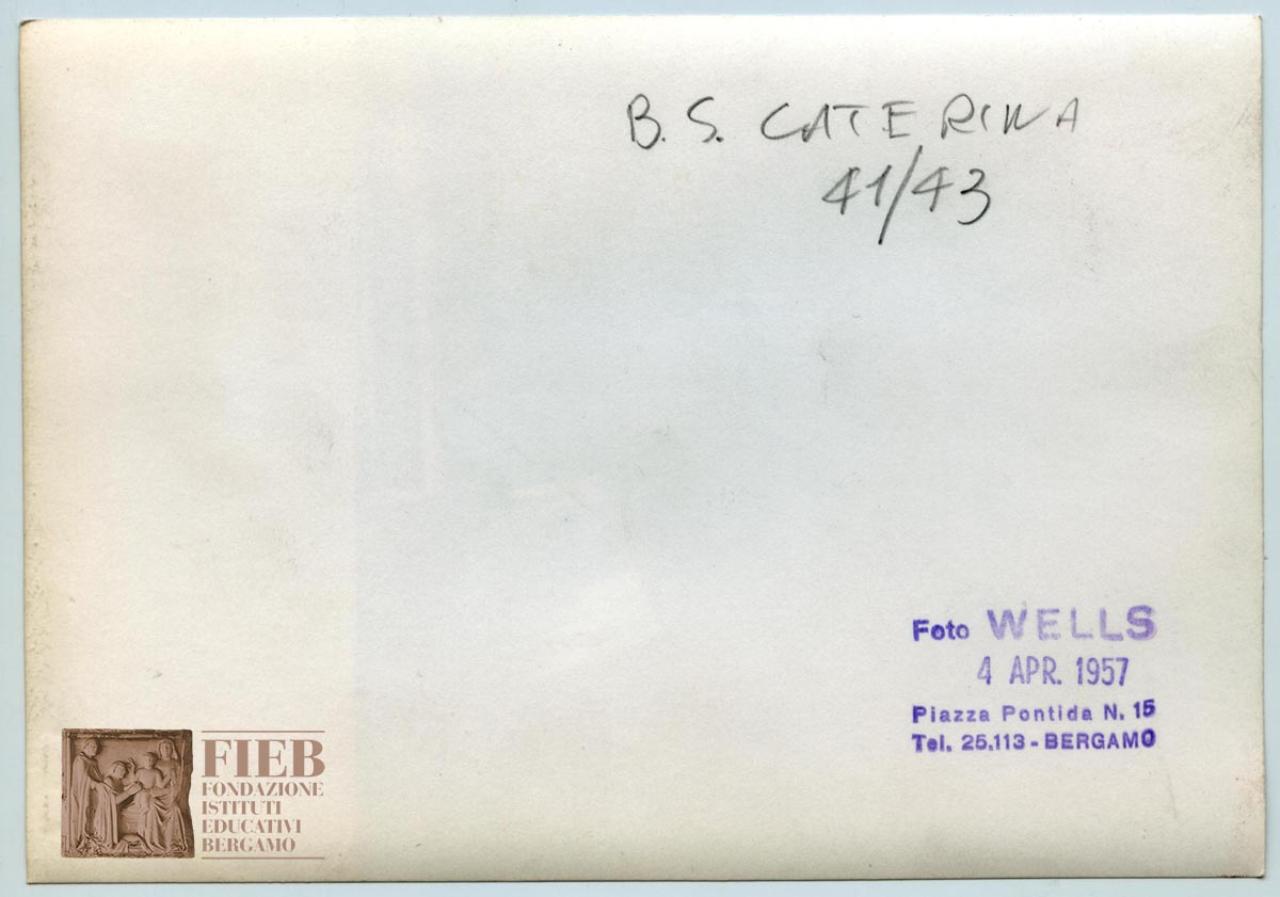 B. S. CATERINA
41/43
Foto WELLS
4 APR. 1957
Piazza Pontida N. 15
Tel. 25.113 - BERGAMO
FIEB
FONDAZIONE
ISTITUTI
EDUCATIVI
BERGAMO